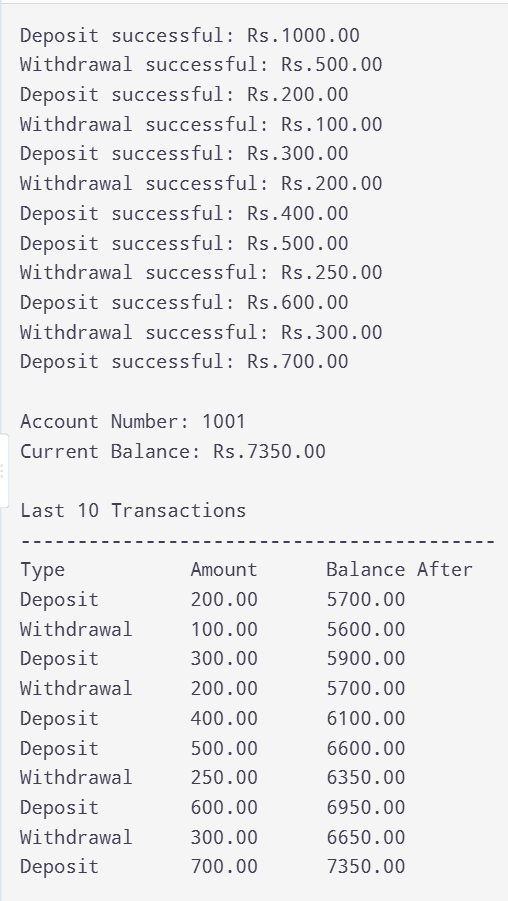 Deposit successful: Rs.1000.00
Withdrawal successful: Rs.500.00
Deposit successful: Rs.200.00
Withdrawal successful: Rs.100.00
Deposit successful: Rs.300.00
Withdrawal successful: Rs.200.00
Deposit successful: Rs.400.00
Deposit successful: Rs.500.00
Withdrawal successful: Rs.250.00
Deposit successful: Rs.600.00
Withdrawal successful: Rs.300.00
Deposit successful: Rs.700.00

Account Number: 1001
Current Balance: Rs.7350.00

Last 10 Transactions
------------------------------------------
Type           Amount      Balance After
Deposit        200.00      5700.00
Withdrawal     100.00      5600.00
Deposit        300.00      5900.00
Withdrawal     200.00      5700.00
Deposit        400.00      6100.00
Deposit        500.00      6600.00
Withdrawal     250.00      6350.00
Deposit        600.00      6950.00
Withdrawal     300.00      6650.00
Deposit        700.00      7350.00